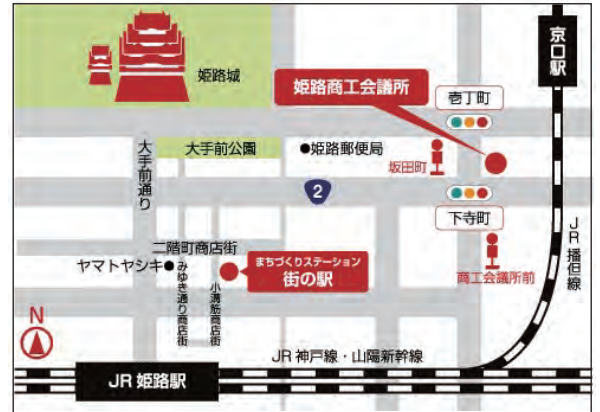 姫路城
姫路商工会議所
京口駅
壱丁町
大手前通り
大手前公園
●姫路郵便局
坂田町
2
下寺町
二階町商店街
ヤマトヤシキ●
みゆき通り商店街
小溝筋商店街
まちづくりステーション
街の駅
商工会議所前
JR播但線
N
JR 神戸線・山陽新幹線
JR 姫路駅